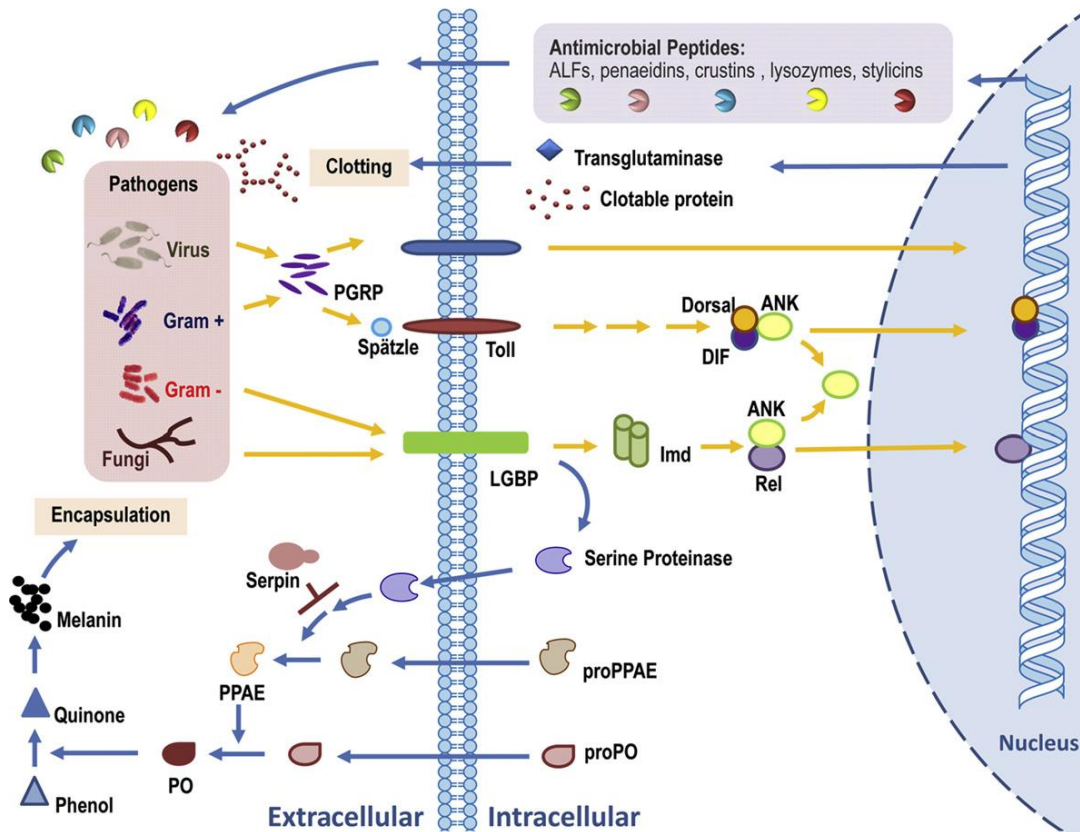 Antimicrobial Peptides:
ALFs, penaeidins, crustins , lysozymes, stylicins
Transglutaminase
Clotting
Clotable protein
Pathogens
Virus
PGRP
Gram +
Spätzle
Toll
Dorsal
ANK
DIF
Gram -
ANK
Fungi
LGBP
Imd
Rel
Encapsulation
Serine Proteinase
Serpin
Melanin
proPPAE
PPAE
Quinone
proPO
Nucleus
PO
Phenol
Extracellular
Intracellular